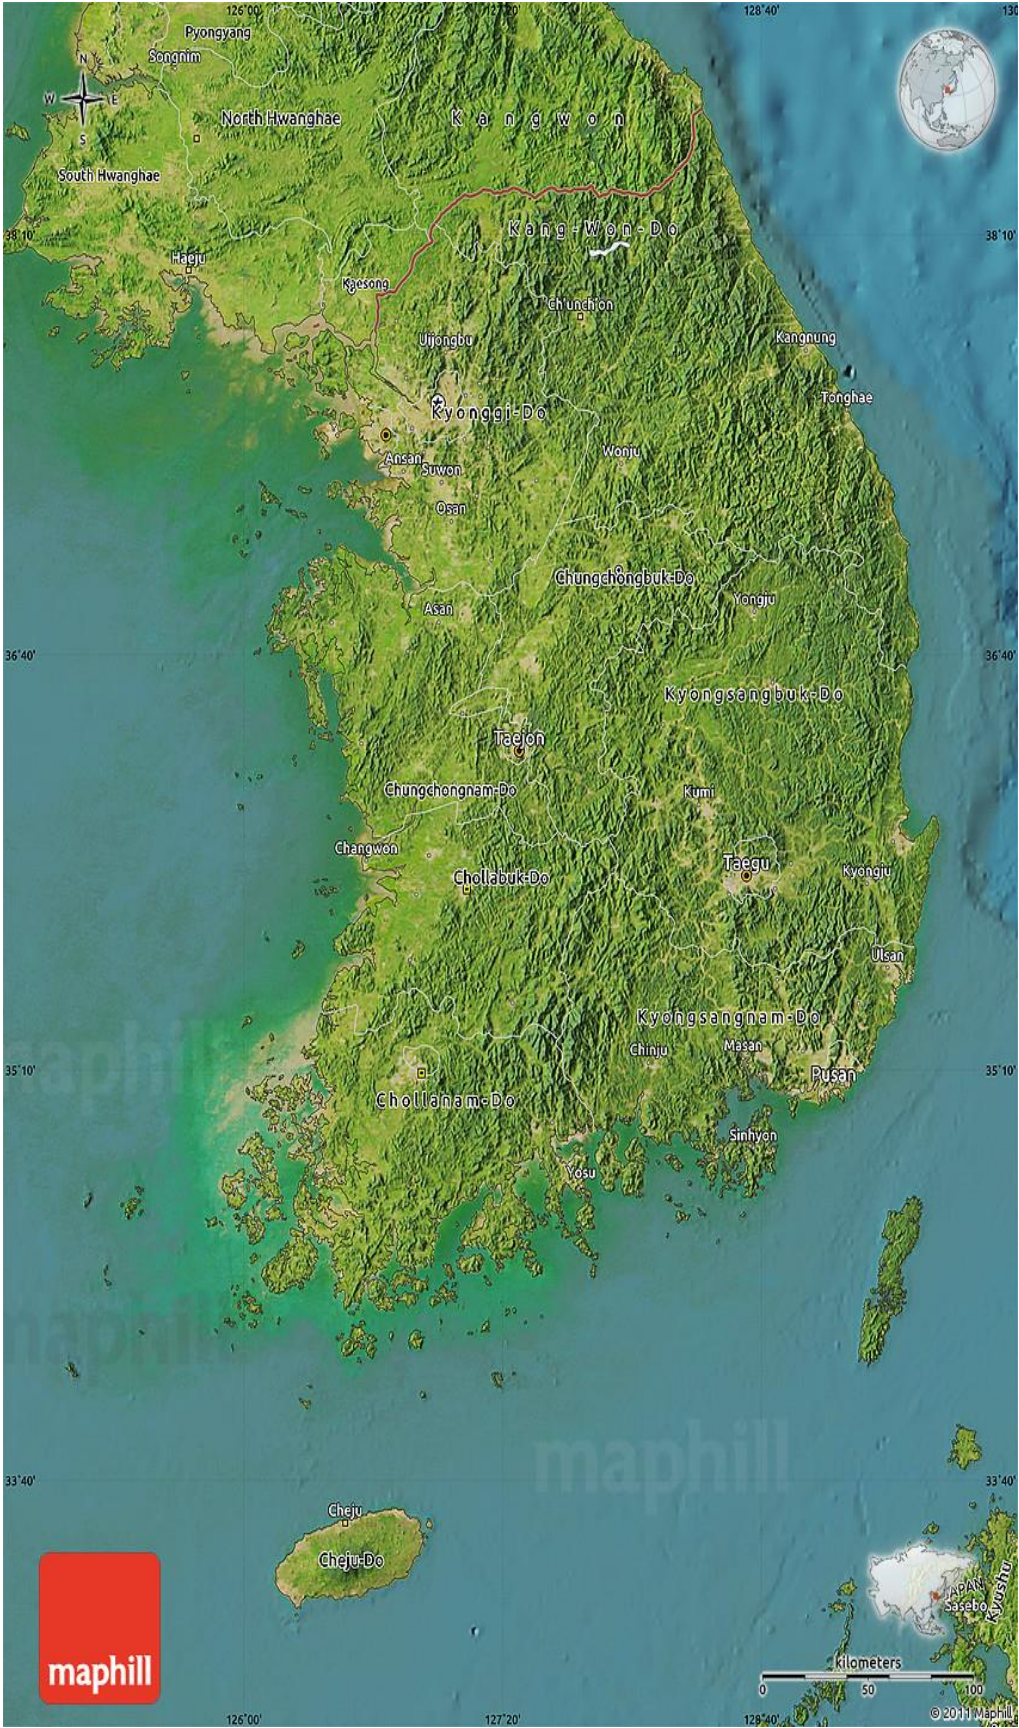 126°00'
127°20'
128°40'
130
Pyongyang
Songnim
N
W E
S
North Hwanghae
Kangwon
South Hwanghae
Kang-Won-Do
38°10'
38°10'
Haeju
Kaesong
Ch'unch'on
Uijongbu
Kangnung
Tonghae
Kyonggi-Do
Ansan
Suwon
Wonju
Osan
Chungchongbuk-Do
Yongju
Asan
36°40'
36°40'
Kyongsangbuk-Do
Taejon
Chungchongnam-Do
Kumi
Changwon
Taegu
Chollabuk-Do
Kyongju
Ulsan
Kyongsangnam-Do
maphill
Chinju
Masan
35°10'
35°10'
Pusan
Chollanam-Do
Sinhyon
Yosu
maphill
maphill
33°40'
33°40'
Cheju
Cheju-Do
JAPAN
Sasebo
Kyushu
maphill
kilometers
0 50 100
© 2011 Maphill
126°00'
127°20'
128°40'